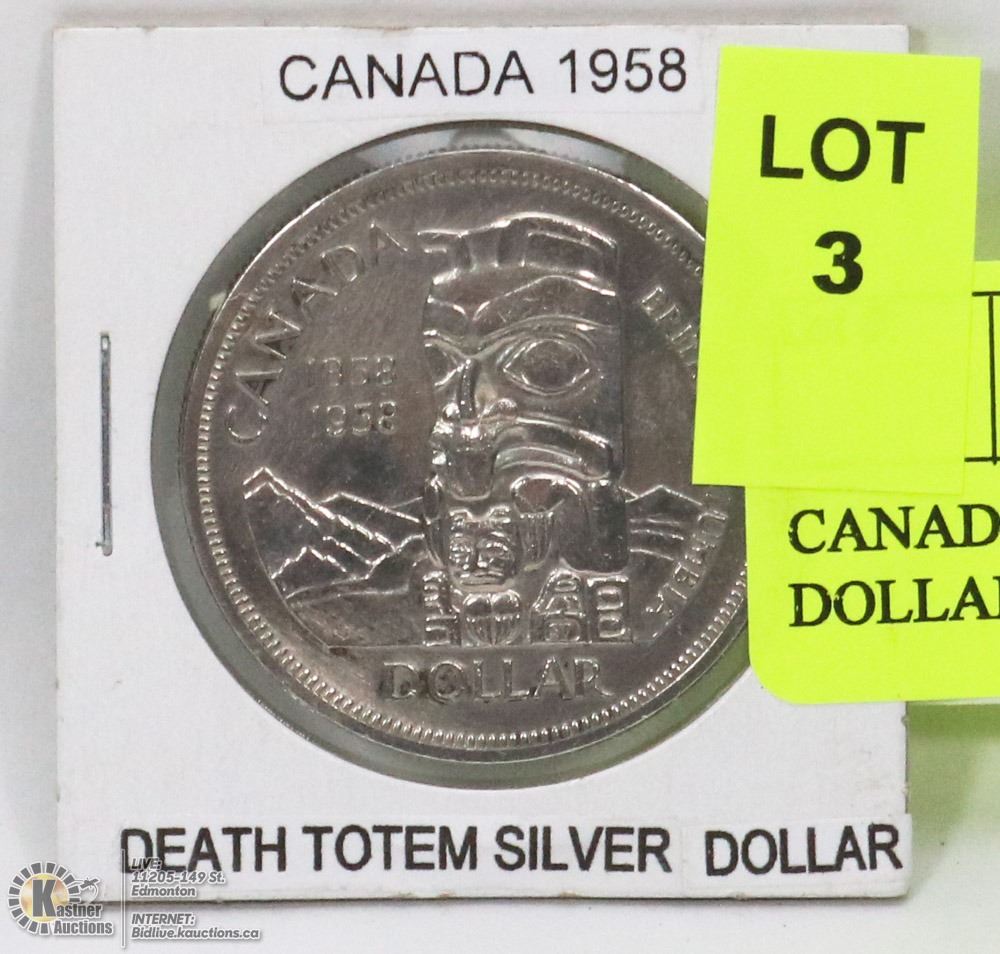 CANADA 1958
LOT
3
CANADA
1858
1958
DOLLAR
CANAD
DOLLA
DEATH TOTEM SILVER DOLLAR
Kastner
Auctions
LIVE:
11205-149 St.
Edmonton
INTERNET:
Bidlive.kauctions.ca